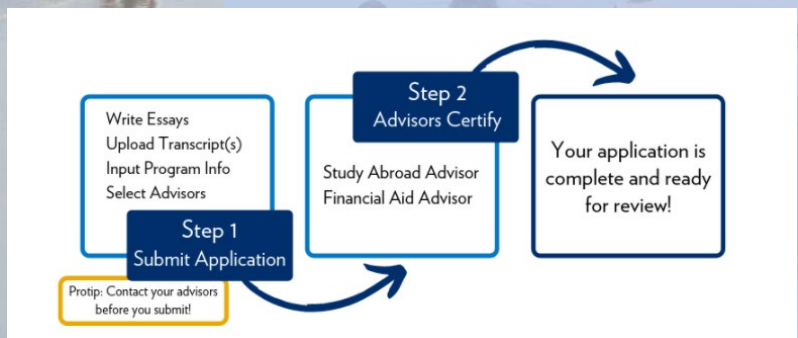 Write Essays
Upload Transcript(s)
Input Program Info
Select Advisors
Step 1
Submit Application
Protip: Contact your advisors
before you submit!
Step 2
Advisors Certify
Study Abroad Advisor
Financial Aid Advisor
Your application is
complete and ready
for review!